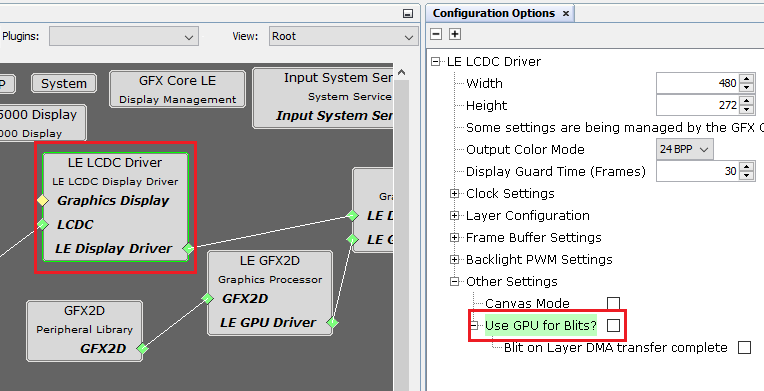 Plugins:
View: Root
P
System
GFX Core LE
Display Management
Input System Ser
System Service
Input System Ser
5000 Display
000 Display
LE LCDC Driver
LE LCDC Display Driver
Graphics Display
LCDC
LE Display Driver
Gra
LE D
LE G
LE GFX2D
Graphics Processor
GFX2D
LE GPU Driver
GFX2D
Peripheral Library
GFX2D
Configuration Options ×
LE LCDC Driver
Width 480
Height 272
Some settings are being managed by the GFX C
Output Color Mode 24 BPP
Display Guard Time (Frames) 30
Clock Settings
Layer Configuration
Frame Buffer Settings
Backlight PWM Settings
Other Settings
Canvas Mode
Use GPU for Blits?
Blit on Layer DMA transfer complete